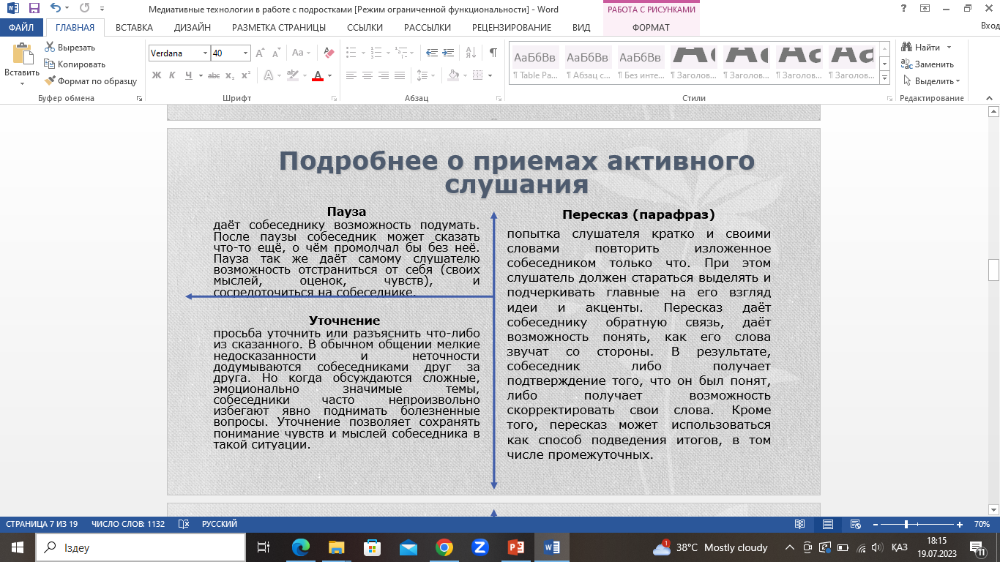 Медиативные технологии в работе с подростками [Режим ограниченной функциональности] - Word
РАБОТА С РИСУНКАМИ
ФАЙЛ
ГЛАВНАЯ
ВСТАВКА
ДИЗАЙН
РАЗМЕТКА СТРАНИЦЫ
ССЫЛКИ
РАССЫЛКИ
РЕЦЕНЗИРОВАНИЕ
ВИД
ФОРМАТ
Вход
Вставить
Вырезать
Копировать
Формат по образцу
Буфер обмена
Verdana
40
Aa
Ж К Ч abc x₂ x²
Шрифт
Абзац
АаБбВв
АаБбВв
АаБбВв
¶ Table Pa...
¶ Абзац с...
¶ Без инте...
¶ Заголов...
¶ Заголов...
¶ Заголов...
¶ Заголов...
Стили
Найти
Заменить
Выделить
Редактирование
Подробнее о приемах активного
слушания
Пауза
даёт собеседнику возможность подумать.
После паузы собеседник может сказать
что-то ещё, о чём промолчал бы без неё.
Пауза так же даёт самому слушателю
возможность отстраниться от себя (своих
мыслей, оценок, чувств), и
сосредоточиться на собеседнике.
Уточнение
просьба уточнить или разъяснить что-либо
из сказанного. В обычном общении мелкие
недосказанности и неточности
додумываются собеседниками друг за
друга. Но когда обсуждаются сложные,
эмоционально значимые темы,
собеседники часто непроизвольно
избегают явно поднимать болезненные
вопросы. Уточнение позволяет сохранять
понимание чувств и мыслей собеседника в
такой ситуации.
Пересказ (парафраз)
попытка слушателя кратко и своими
словами повторить изложенное
собеседником только что. При этом
слушатель должен стараться выделять и
подчеркивать главные на его взгляд
идеи и акценты. Пересказ даёт
собеседнику обратную связь, даёт
возможность понять, как его слова
звучат со стороны. В результате,
собеседник либо получает
подтверждение того, что он был понят,
либо получает возможность
скорректировать свои слова. Кроме
того, пересказ может использоваться
как способ подведения итогов, в том
числе промежуточных.
СТРАНИЦА 7 ИЗ 19
ЧИСЛО СЛОВ: 1132
РУССКИЙ
70%
Іздеу
38°C Mostly cloudy
ҚАЗ
18:15
19.07.2023
11